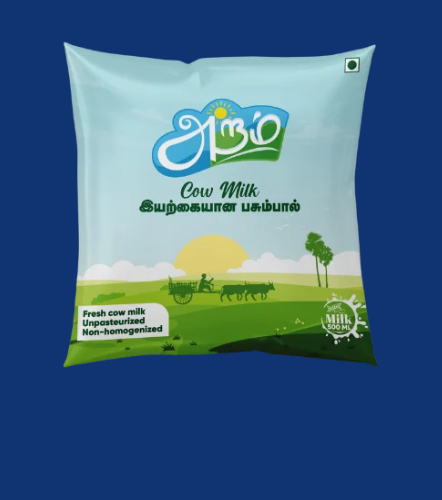 அறம்
Cow Milk
இயற்கையான பசும்பால்
Fresh cow milk
Unpasteurized
Non-homogenized
Milk
500 ML